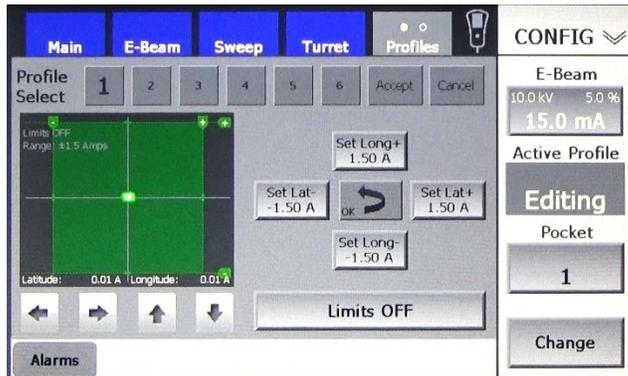 Main
E-Beam
Sweep
Turret
Profiles
CONFIG
Profile
Select
1
2
3
4
5
6
Accept
Cancel
E-Beam
10.0 kV 5.0 %
15.0 mA
Limits OFF
Range: ±1.5 Amps
Set Long+
1.50 A
Set Lat-
-1.50 A
OK
Set Lat+
1.50 A
Set Long-
-1.50 A
Active Profile
Editing
Pocket
1
Latitude: 0.01 A Longitude: 0.01 A
Limits OFF
Change
Alarms